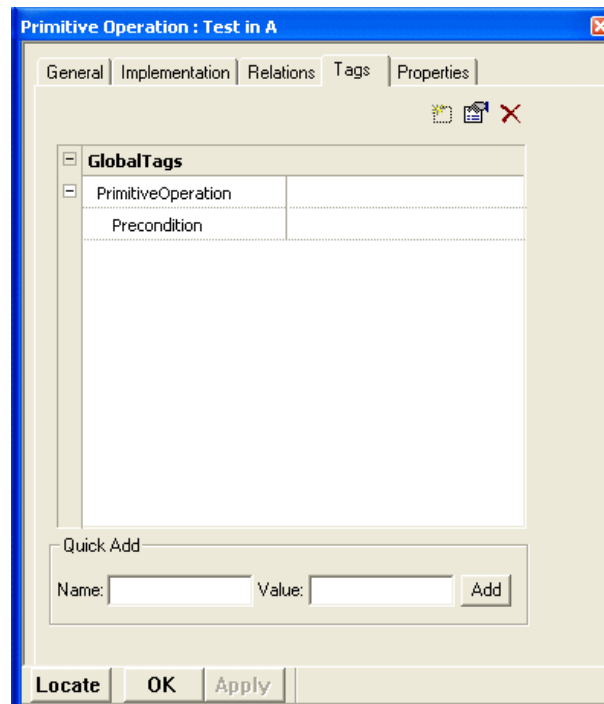 Primitive Operation : Test in A
General Implementation Relations Tags Properties
GlobalTags
PrimitiveOperation
Precondition
Quick Add
Name: Value: Add
Locate OK Apply